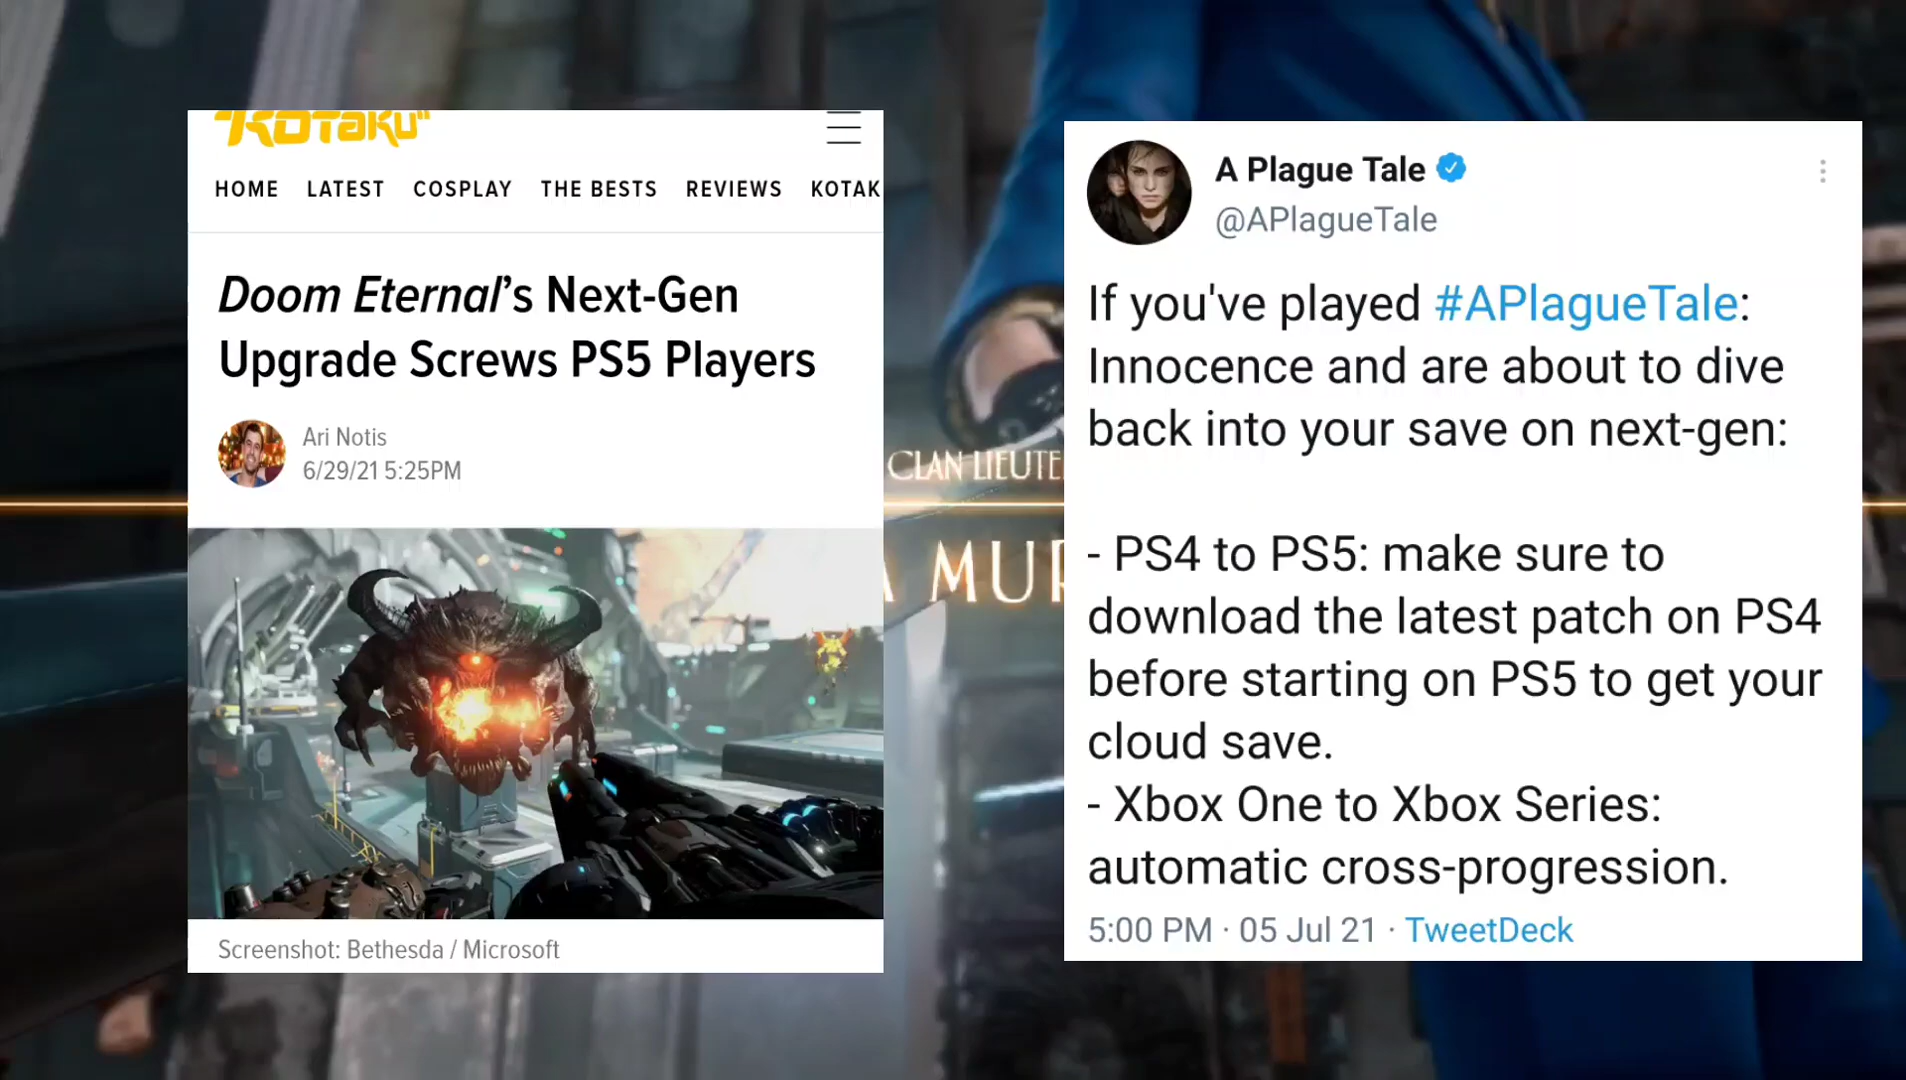 KOTAKU
HOME LATEST COSPLAY THE BESTS REVIEWS KOTAK
Doom Eternal’s Next-Gen
Upgrade Screws PS5 Players
Ari Notis
6/29/21 5:25PM
Screenshot: Bethesda / Microsoft
CLAN LIEUTE
A MUR
A Plague Tale
@APlagueTale
If you've played #APlagueTale:
Innocence and are about to dive
back into your save on next-gen:
- PS4 to PS5: make sure to
download the latest patch on PS4
before starting on PS5 to get your
cloud save.
- Xbox One to Xbox Series:
automatic cross-progression.
5:00 PM · 05 Jul 21 · TweetDeck